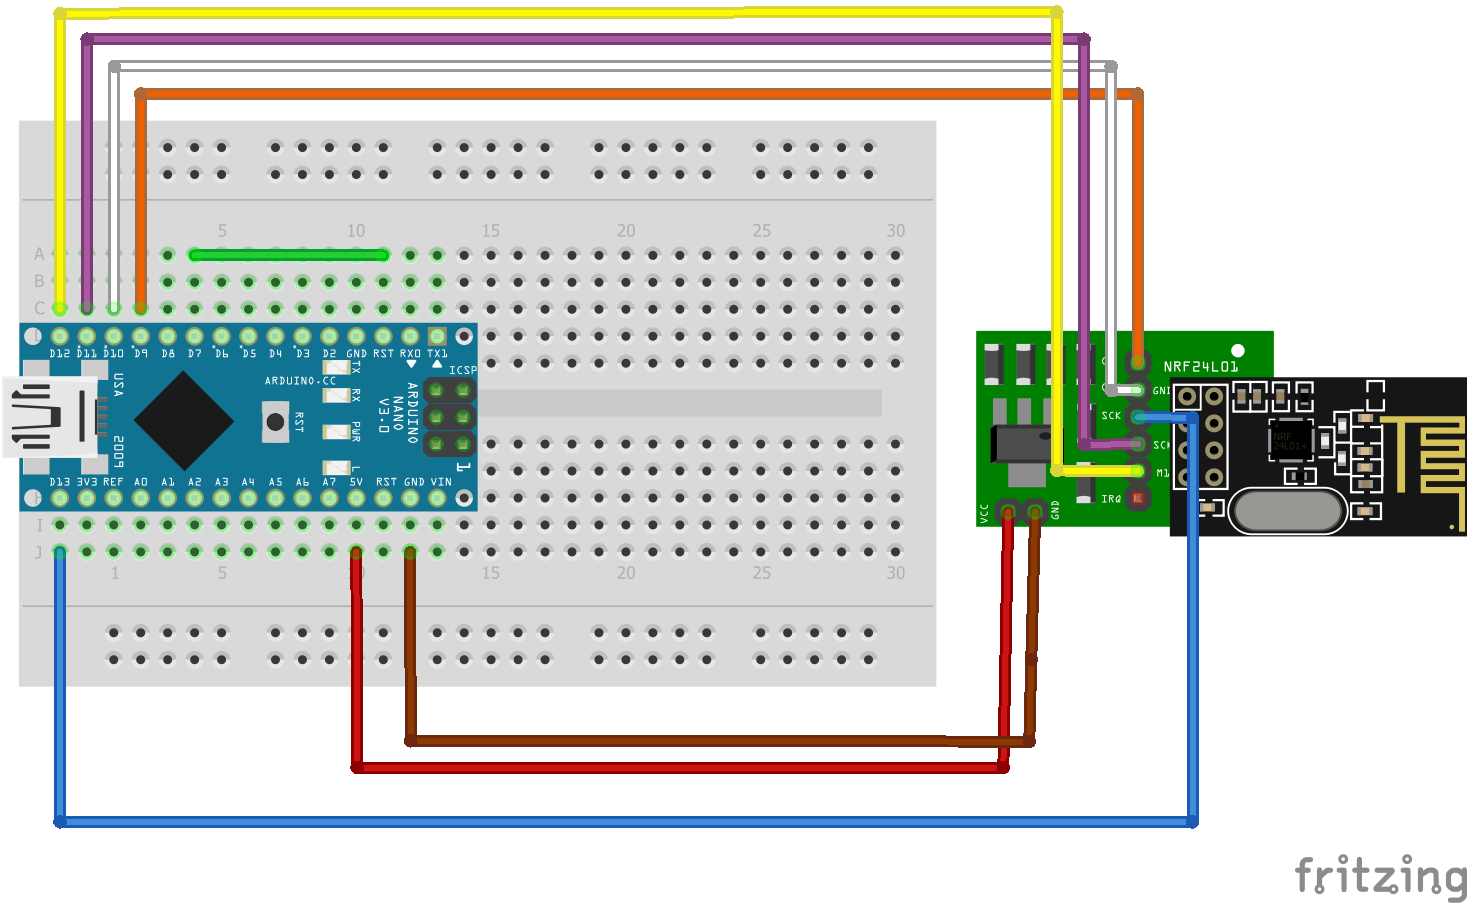 5 10 15 20 25 30
A
B
C
D12 D11 D10 D9 D8 D7 D6 D5 D4 D3 D2 GND RST RX0 TX1
ICSP
USA
P005
ARDUINO.CC
RST
TX
RX
PWR
L
ARDUINO
NANO
V3.0
1
D13 3V3 REF A0 A1 A2 A3 A4 A5 A6 A7 5V RST GND VIN
I
J
1 5 15 20 25 30
NRF24L01
GND
SCK
SCK
IRQ
VCC
GND
NRF
24L01+
fritzing